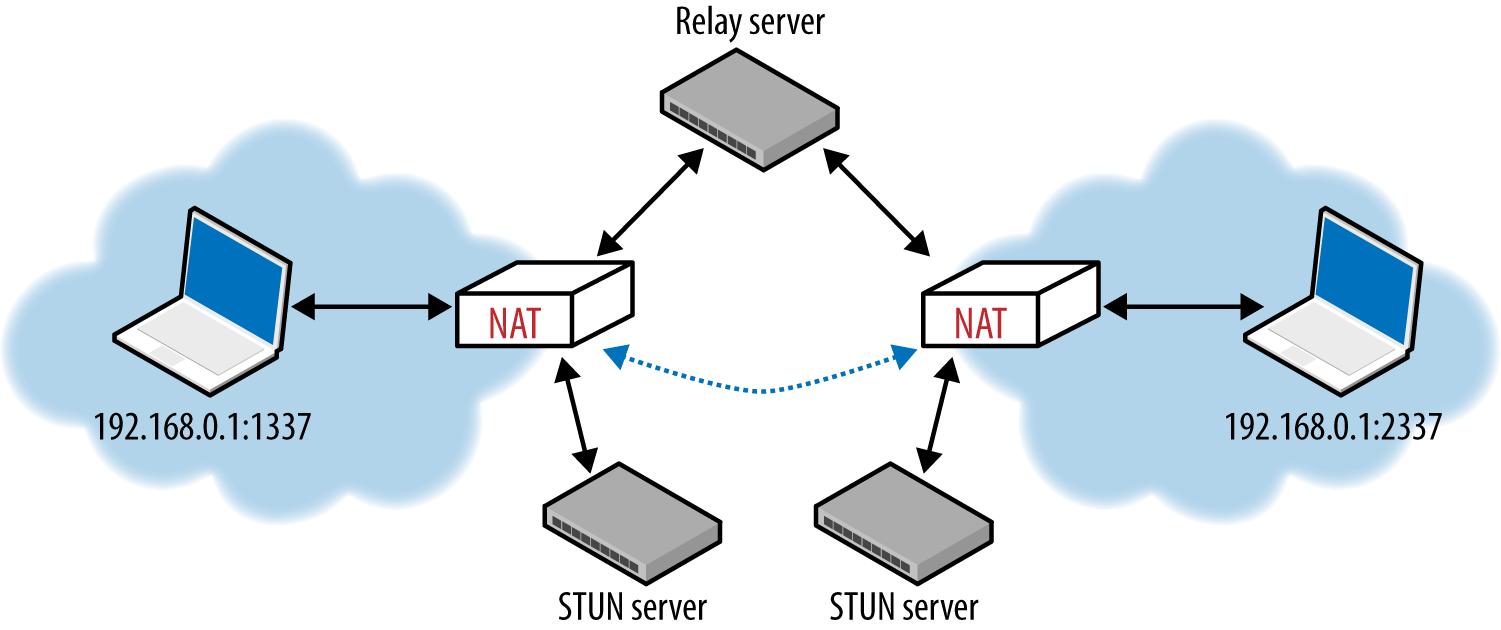 Relay server
NAT
NAT
192.168.0.1:1337
192.168.0.1:2337
STUN server
STUN server